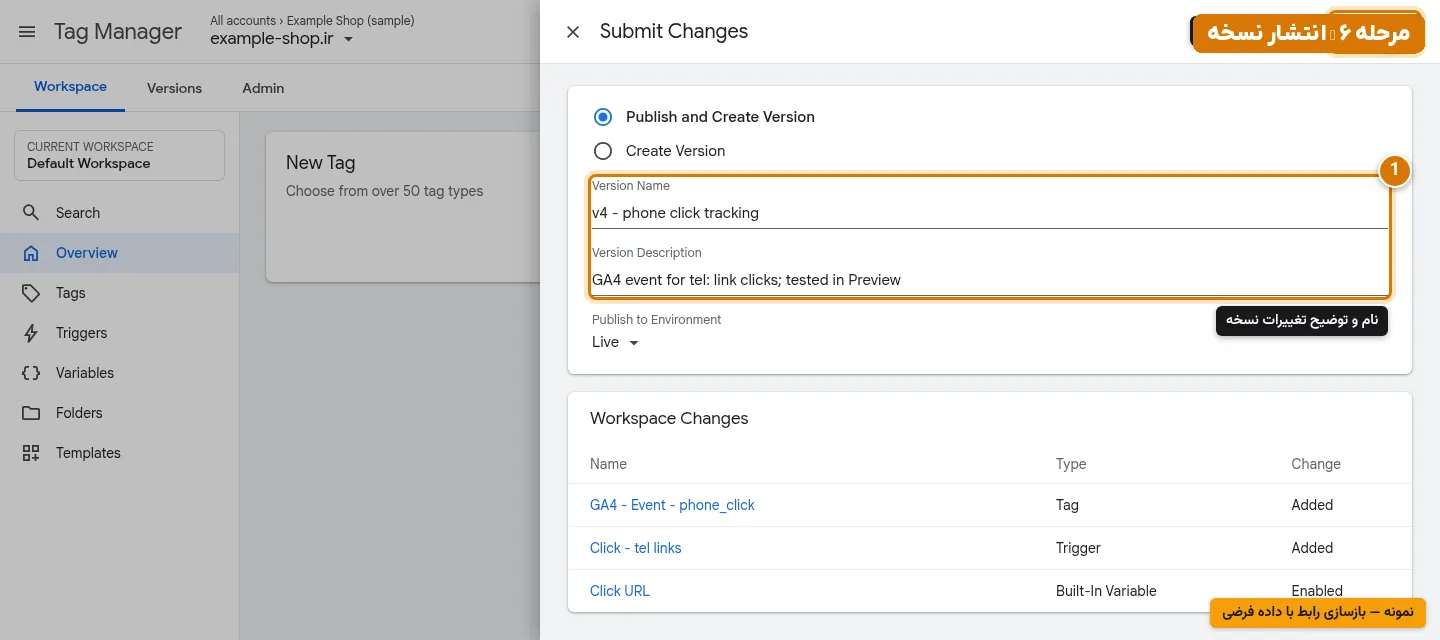 Tag Manager
All accounts › Example Shop (sample)
example-shop.ir
Submit Changes
مرحله ۶ انتشار نسخه
Workspace
Versions
Admin
CURRENT WORKSPACE
Default Workspace
Search
Overview
Tags
Triggers
Variables
Folders
Templates
New Tag
Choose from over 50 tag types
Publish and Create Version
Create Version
1
Version Name
v4 - phone click tracking
Version Description
GA4 event for tel: link clicks; tested in Preview
نام و توضیح تغییرات نسخه
Publish to Environment
Live
Workspace Changes
Name Type Change
GA4 - Event - phone_click Tag Added
Click - tel links Trigger Added
Click URL Built-In Variable Enabled
نمونه – بازسازی رابط با داده فرضی